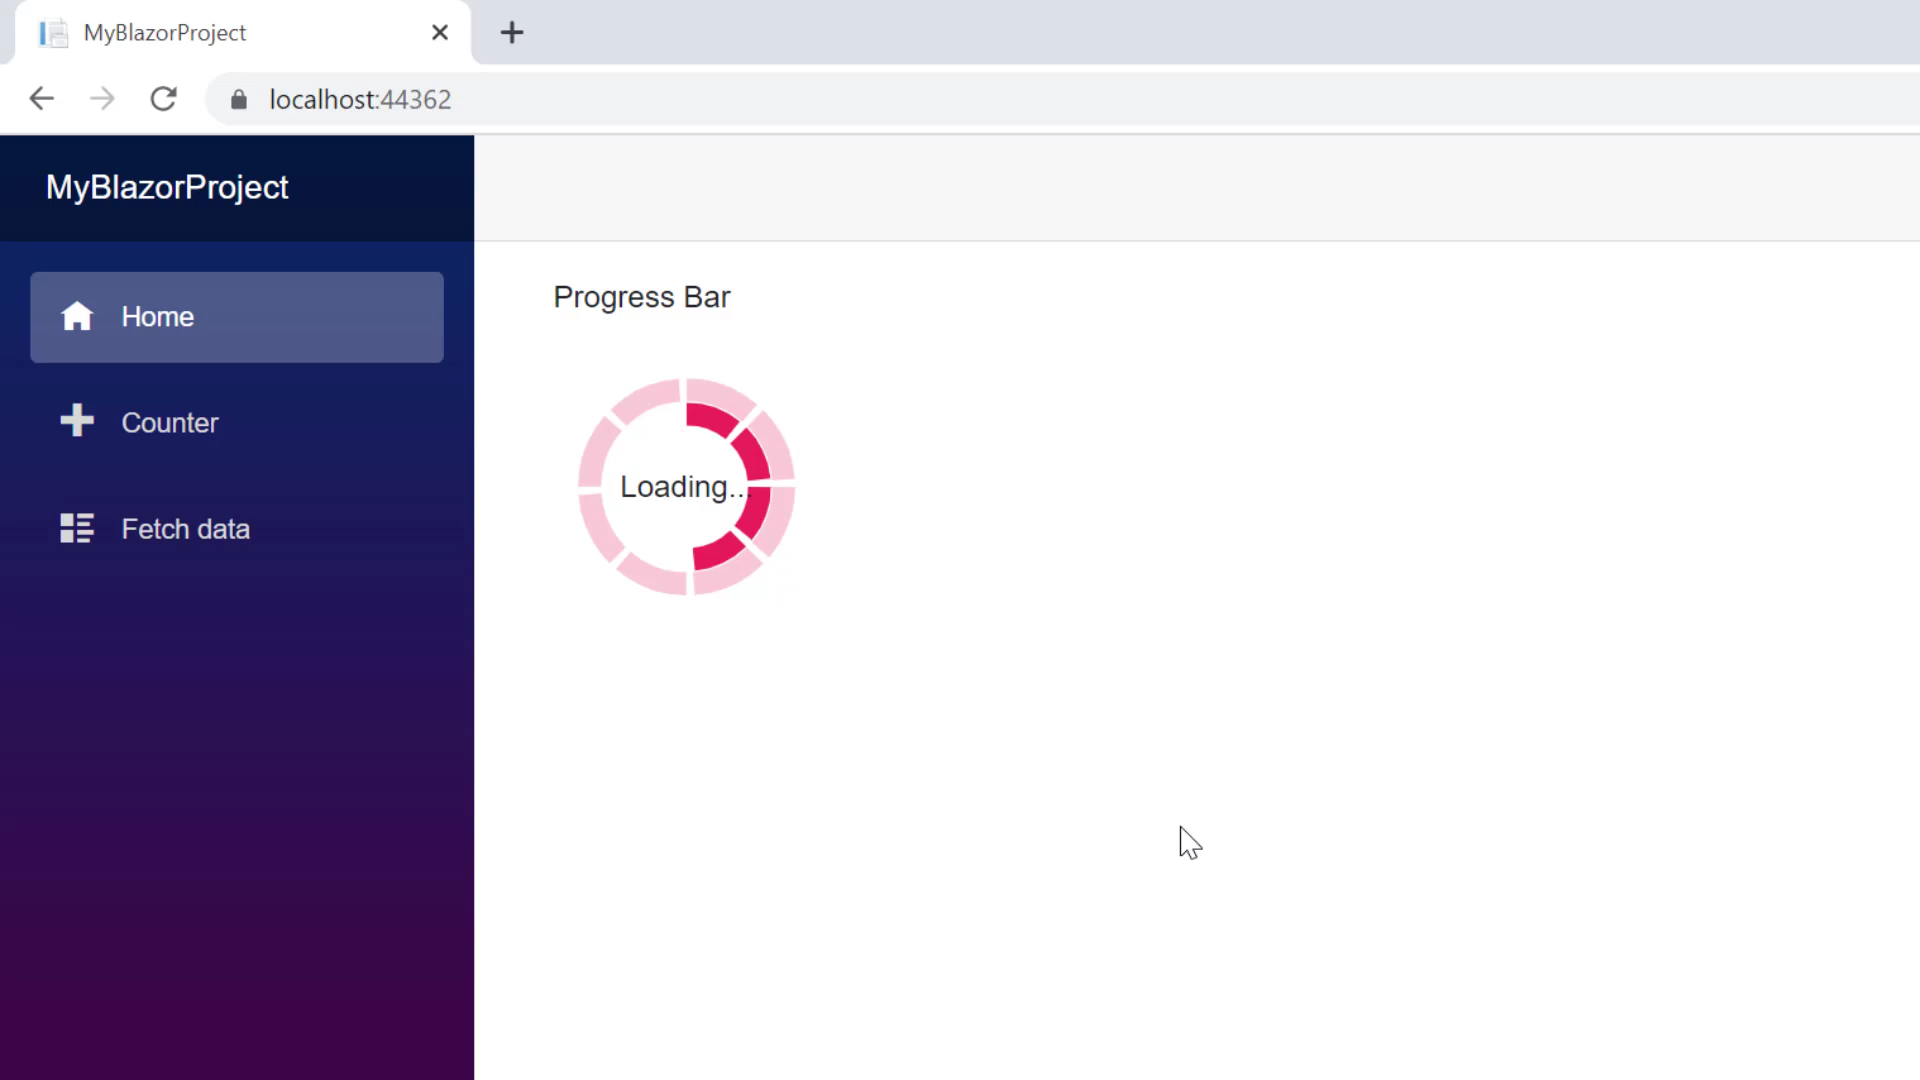 MyBlazorProject
localhost:44362
MyBlazorProject
Home
Counter
Fetch data
Progress Bar
Loading...